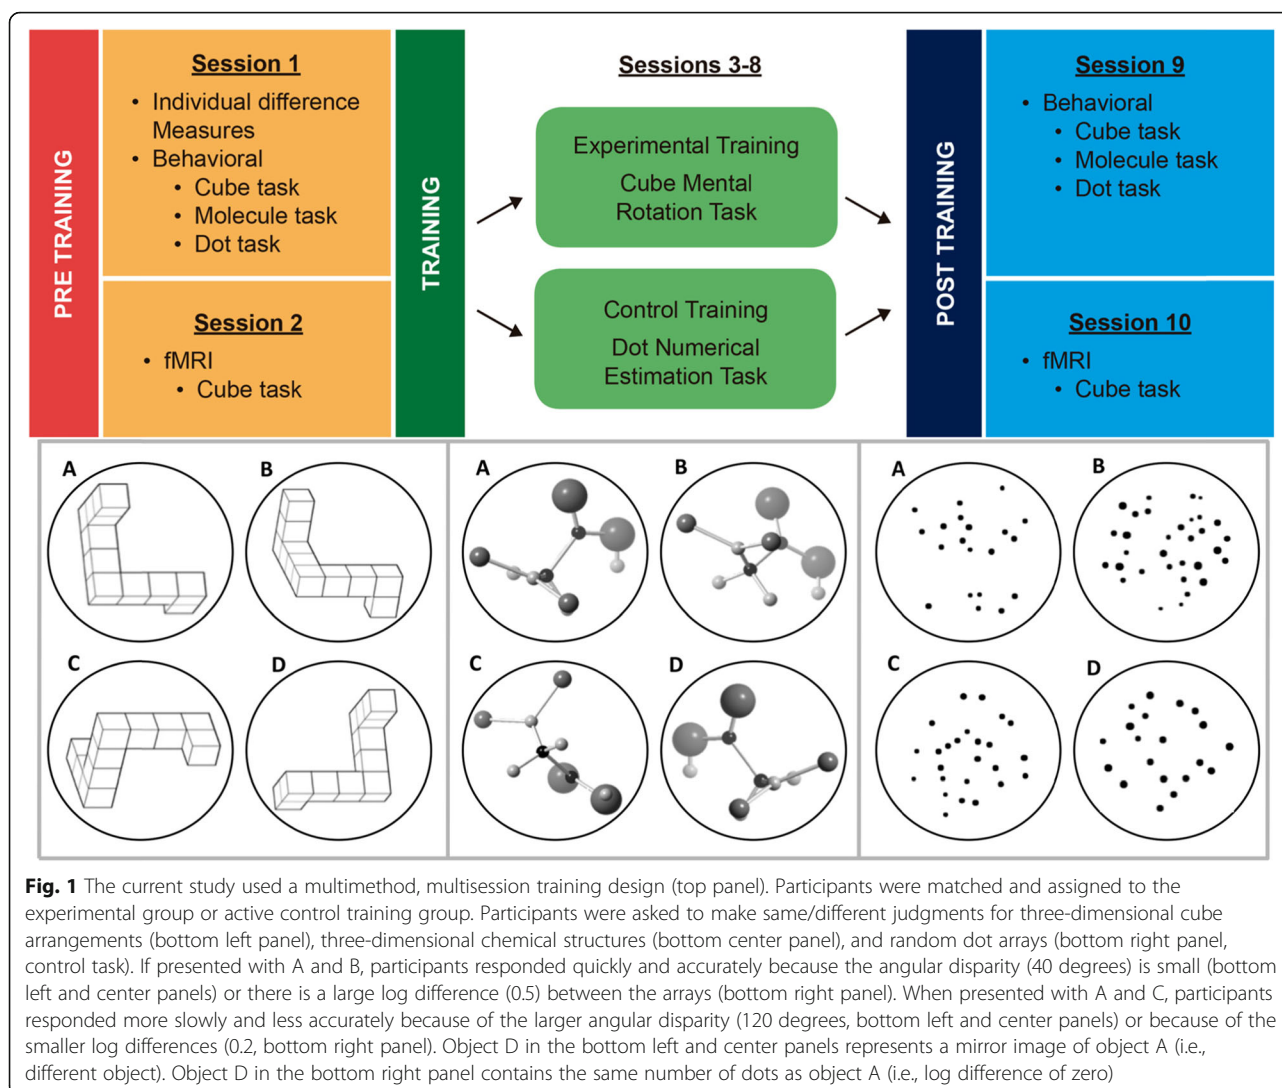 PRE TRAINING
Session 1
• Individual difference
Measures
• Behavioral
• Cube task
• Molecule task
• Dot task
Session 2
• fMRI
• Cube task
TRAINING
Sessions 3-8
Experimental Training
Cube Mental
Rotation Task
Control Training
Dot Numerical
Estimation Task
POST TRAINING
Session 9
• Behavioral
• Cube task
• Molecule task
• Dot task
Session 10
• fMRI
• Cube task
A
B
C
D
A
B
C
D
A
B
C
D
Fig. 1 The current study used a multimethod, multisession training design (top panel). Participants were matched and assigned to the
experimental group or active control training group. Participants were asked to make same/different judgments for three-dimensional cube
arrangements (bottom left panel), three-dimensional chemical structures (bottom center panel), and random dot arrays (bottom right panel,
control task). If presented with A and B, participants responded quickly and accurately because the angular disparity (40 degrees) is small (bottom
left and center panels) or there is a large log difference (0.5) between the arrays (bottom right panel). When presented with A and C, participants
responded more slowly and less accurately because of the larger angular disparity (120 degrees, bottom left and center panels) or because of the
smaller log differences (0.2, bottom right panel). Object D in the bottom left and center panels represents a mirror image of object A (i.e.,
different object). Object D in the bottom right panel contains the same number of dots as object A (i.e., log difference of zero)